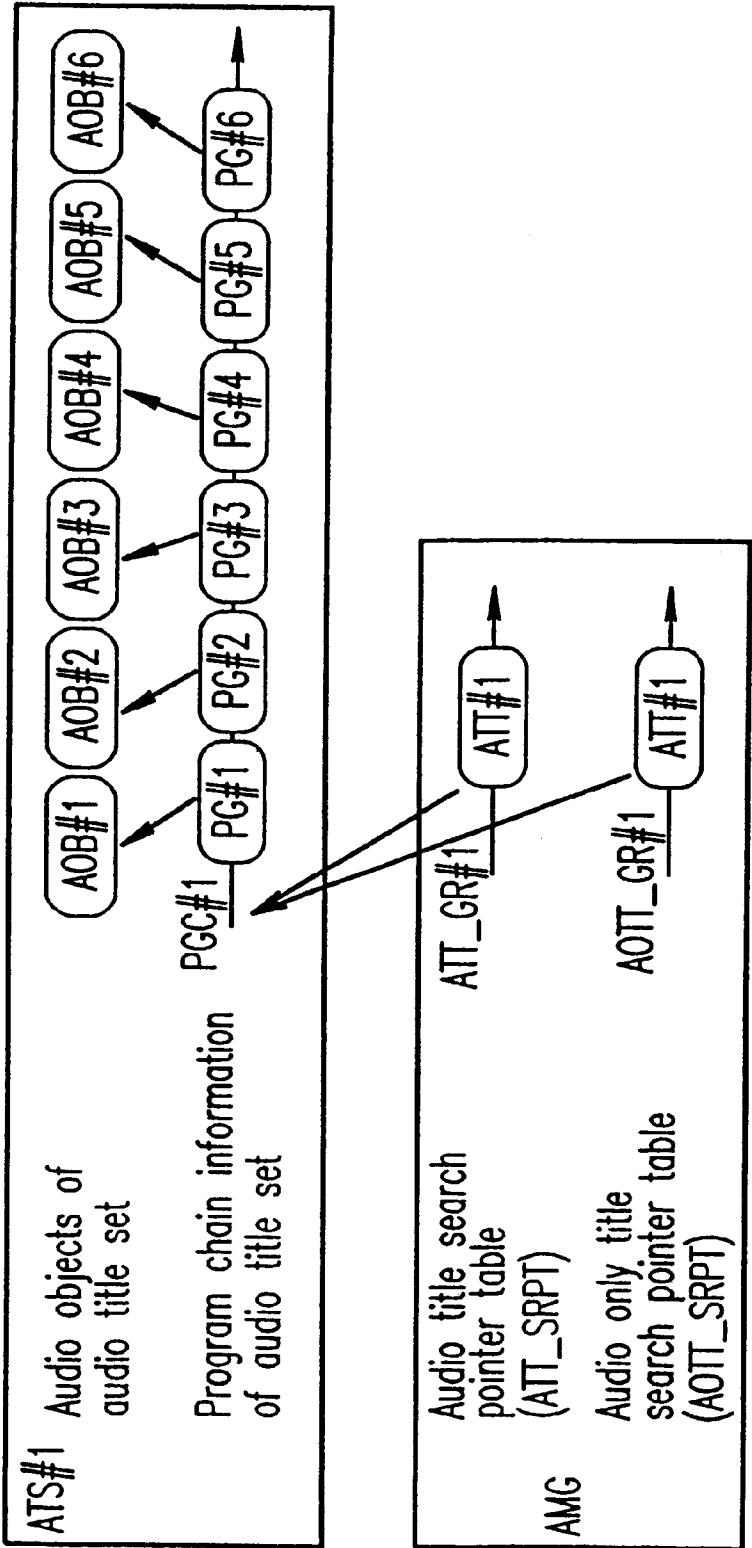 ATS#1
Audio objects of
audio title set
AOB#1 AOB#2 AOB#3 AOB#4 AOB#5 AOB#6
Program chain information
of audio title set
PGC#1
PG#1 PG#2 PG#3 PG#4 PG#5 PG#6
AMG
Audio title search
pointer table
(ATT_SRPT)
ATT_GR#1
ATT#1
Audio only title
search pointer table
(AOTT_SRPT)
AOTT_GR#1
ATT#1